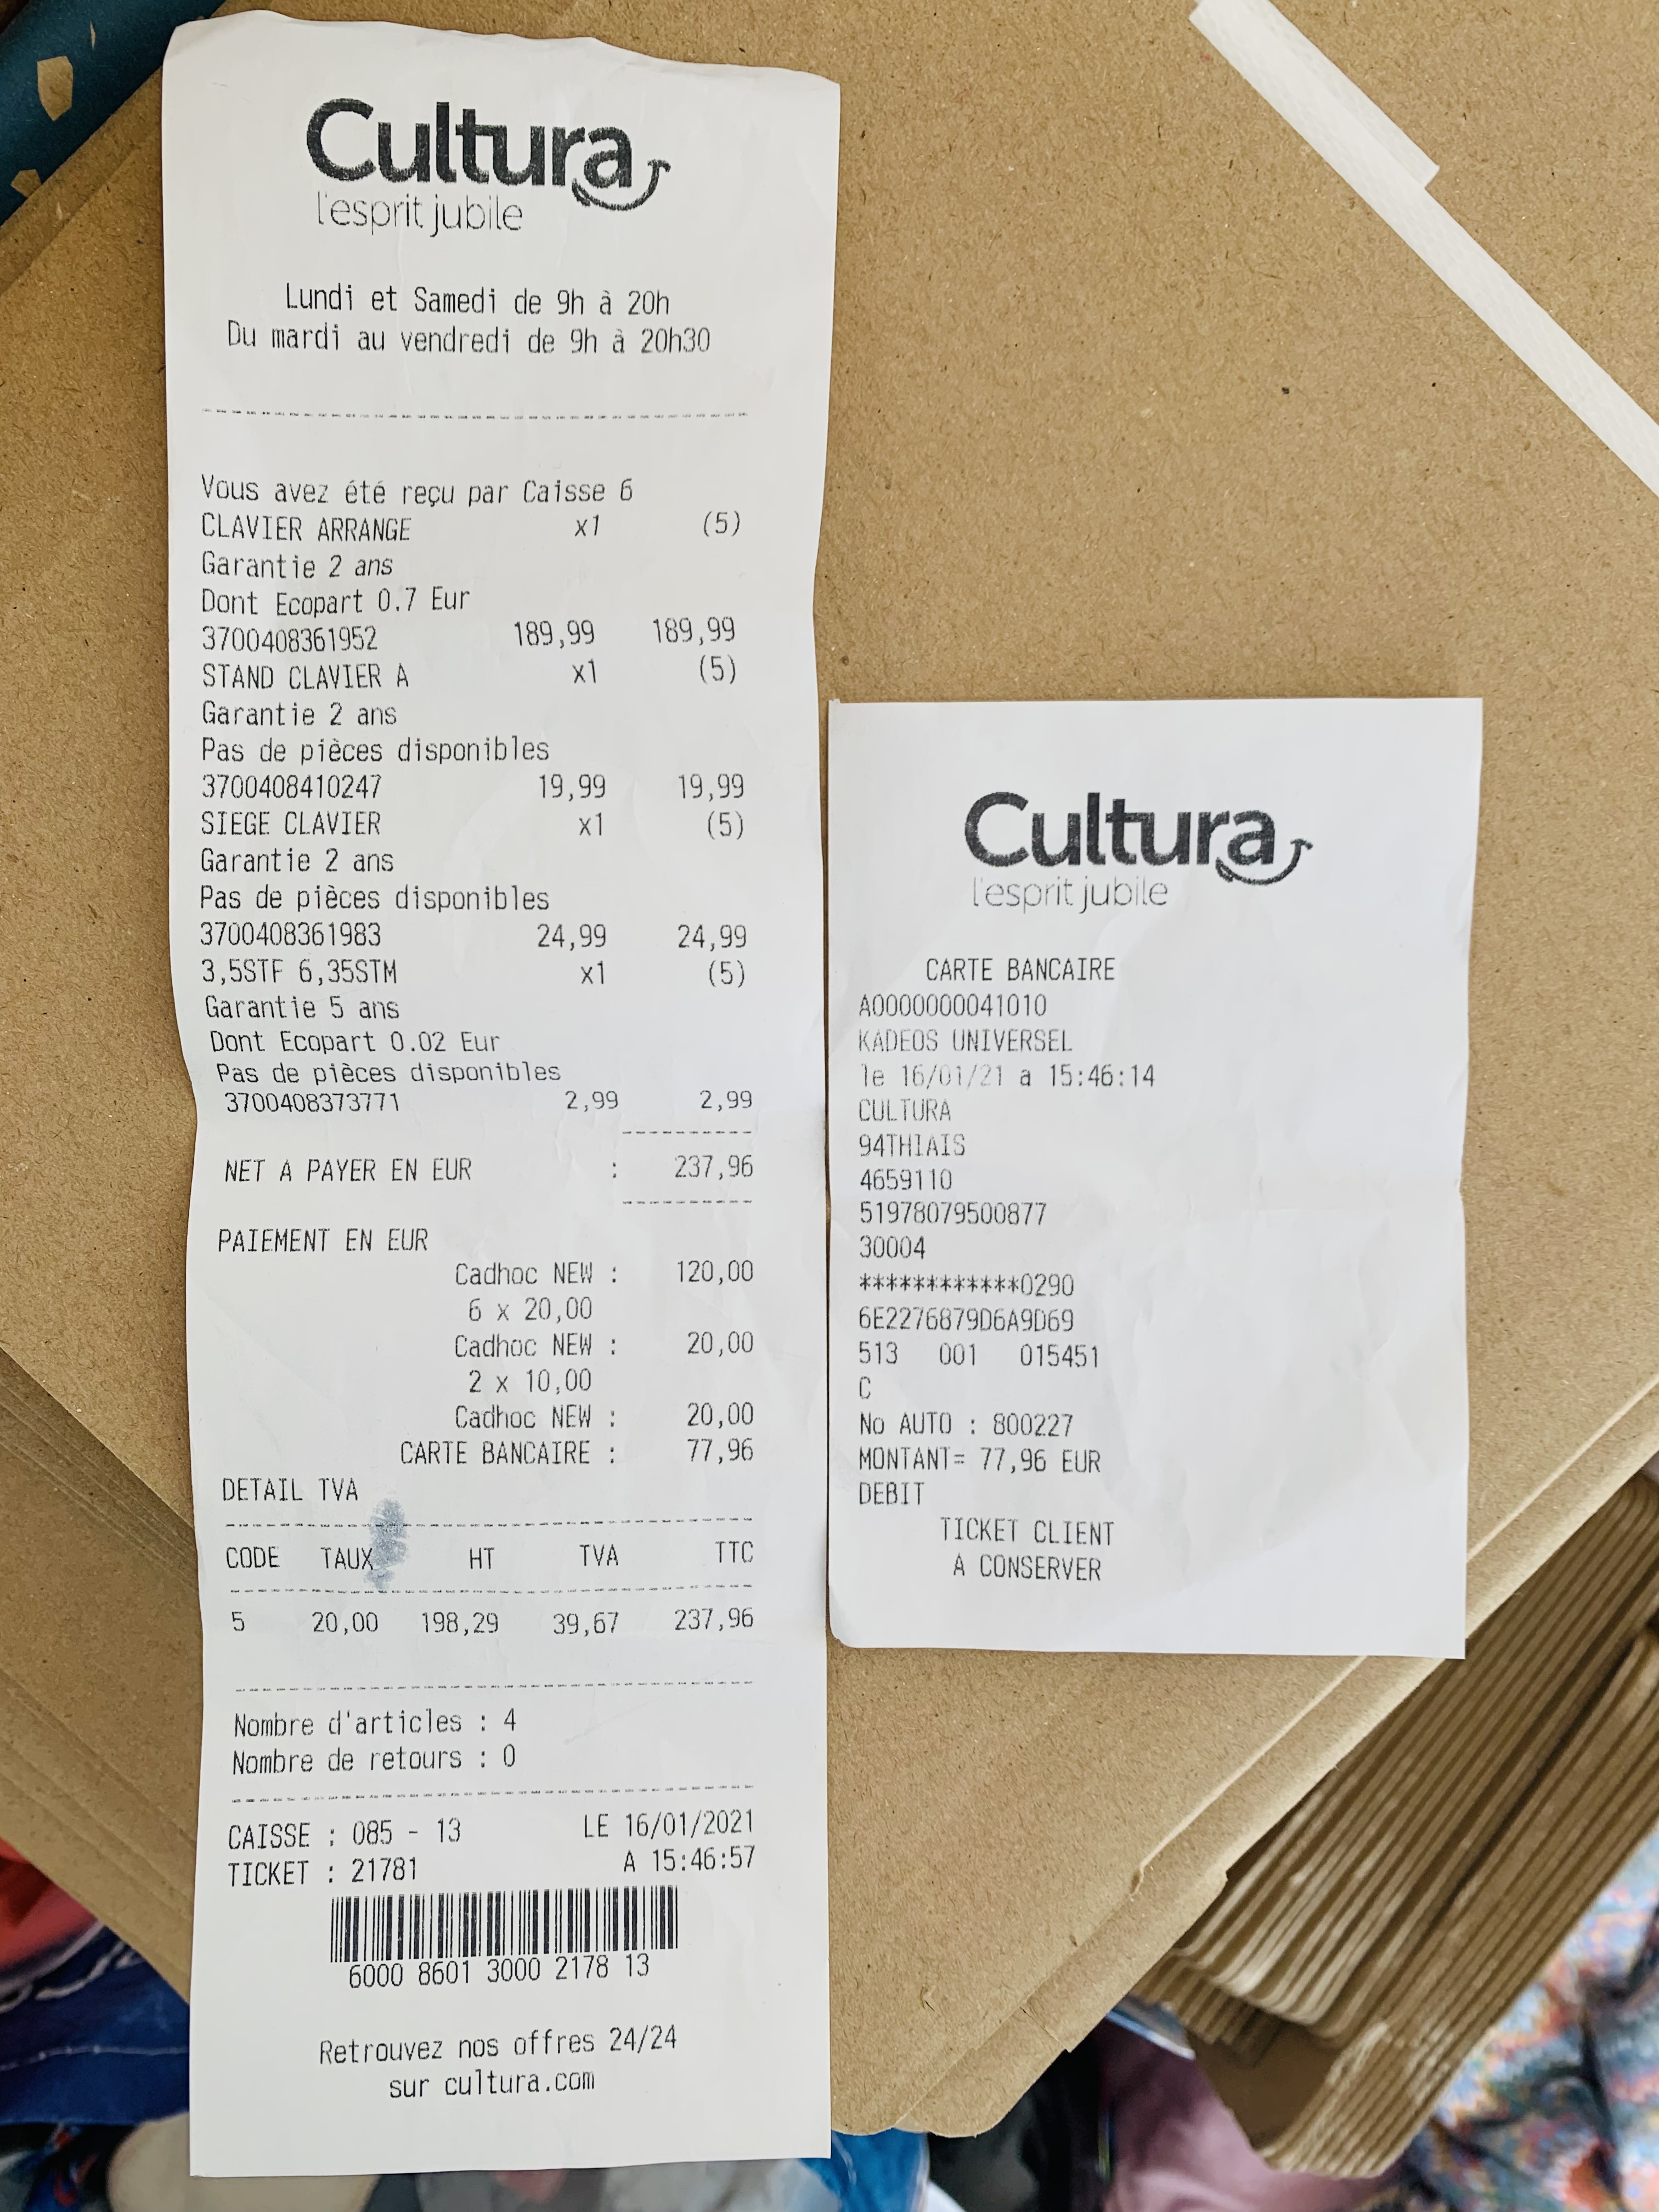 Cultura
l'esprit jubile
Lundi et Samedi de 9h à 20h
Du mardi au vendredi de 9h à 20h30
Vous avez été reçu par Caisse 6
CLAVIER ARRANGE x1 (5)
Garantie 2 ans
Dont Ecopart 0.7 Eur
3700408361952 189,99 189,99
STAND CLAVIER A x1 (5)
Garantie 2 ans
Pas de pièces disponibles
3700408410247 19,99 19,99
SIEGE CLAVIER x1 (5)
Garantie 2 ans
Pas de pièces disponibles
3700408361983 24,99 24,99
3,5STF 6,35STM x1 (5)
Garantie 5 ans
Dont Ecopart 0.02 Eur
Pas de pièces disponibles
3700408373771 2,99 2,99
NET A PAYER EN EUR : 237,96
PAIEMENT EN EUR
Cadhoc NEW : 120,00
6 x 20,00
Cadhoc NEW : 20,00
2 x 10,00
Cadhoc NEW : 20,00
CARTE BANCAIRE : 77,96
DETAIL TVA
CODE TAUX HT TVA TTC
5 20,00 198,29 39,67 237,96
Nombre d'articles : 4
Nombre de retours : 0
CAISSE : 085 - 13 LE 16/01/2021
TICKET : 21781 A 15:46:57
6000 8601 3000 2178 13
Retrouvez nos offres 24/24
sur cultura.com
Cultura
l'esprit jubile
CARTE BANCAIRE
A0000000041010
KADEOS UNIVERSEL
le 16/01/21 a 15:46:14
CULTURA
94THIAIS
4659110
51978079500877
30004
************0290
6E2276879D6A9D69
513 001 015451
C
No AUTO : 800227
MONTANT= 77,96 EUR
DEBIT
TICKET CLIENT
A CONSERVER